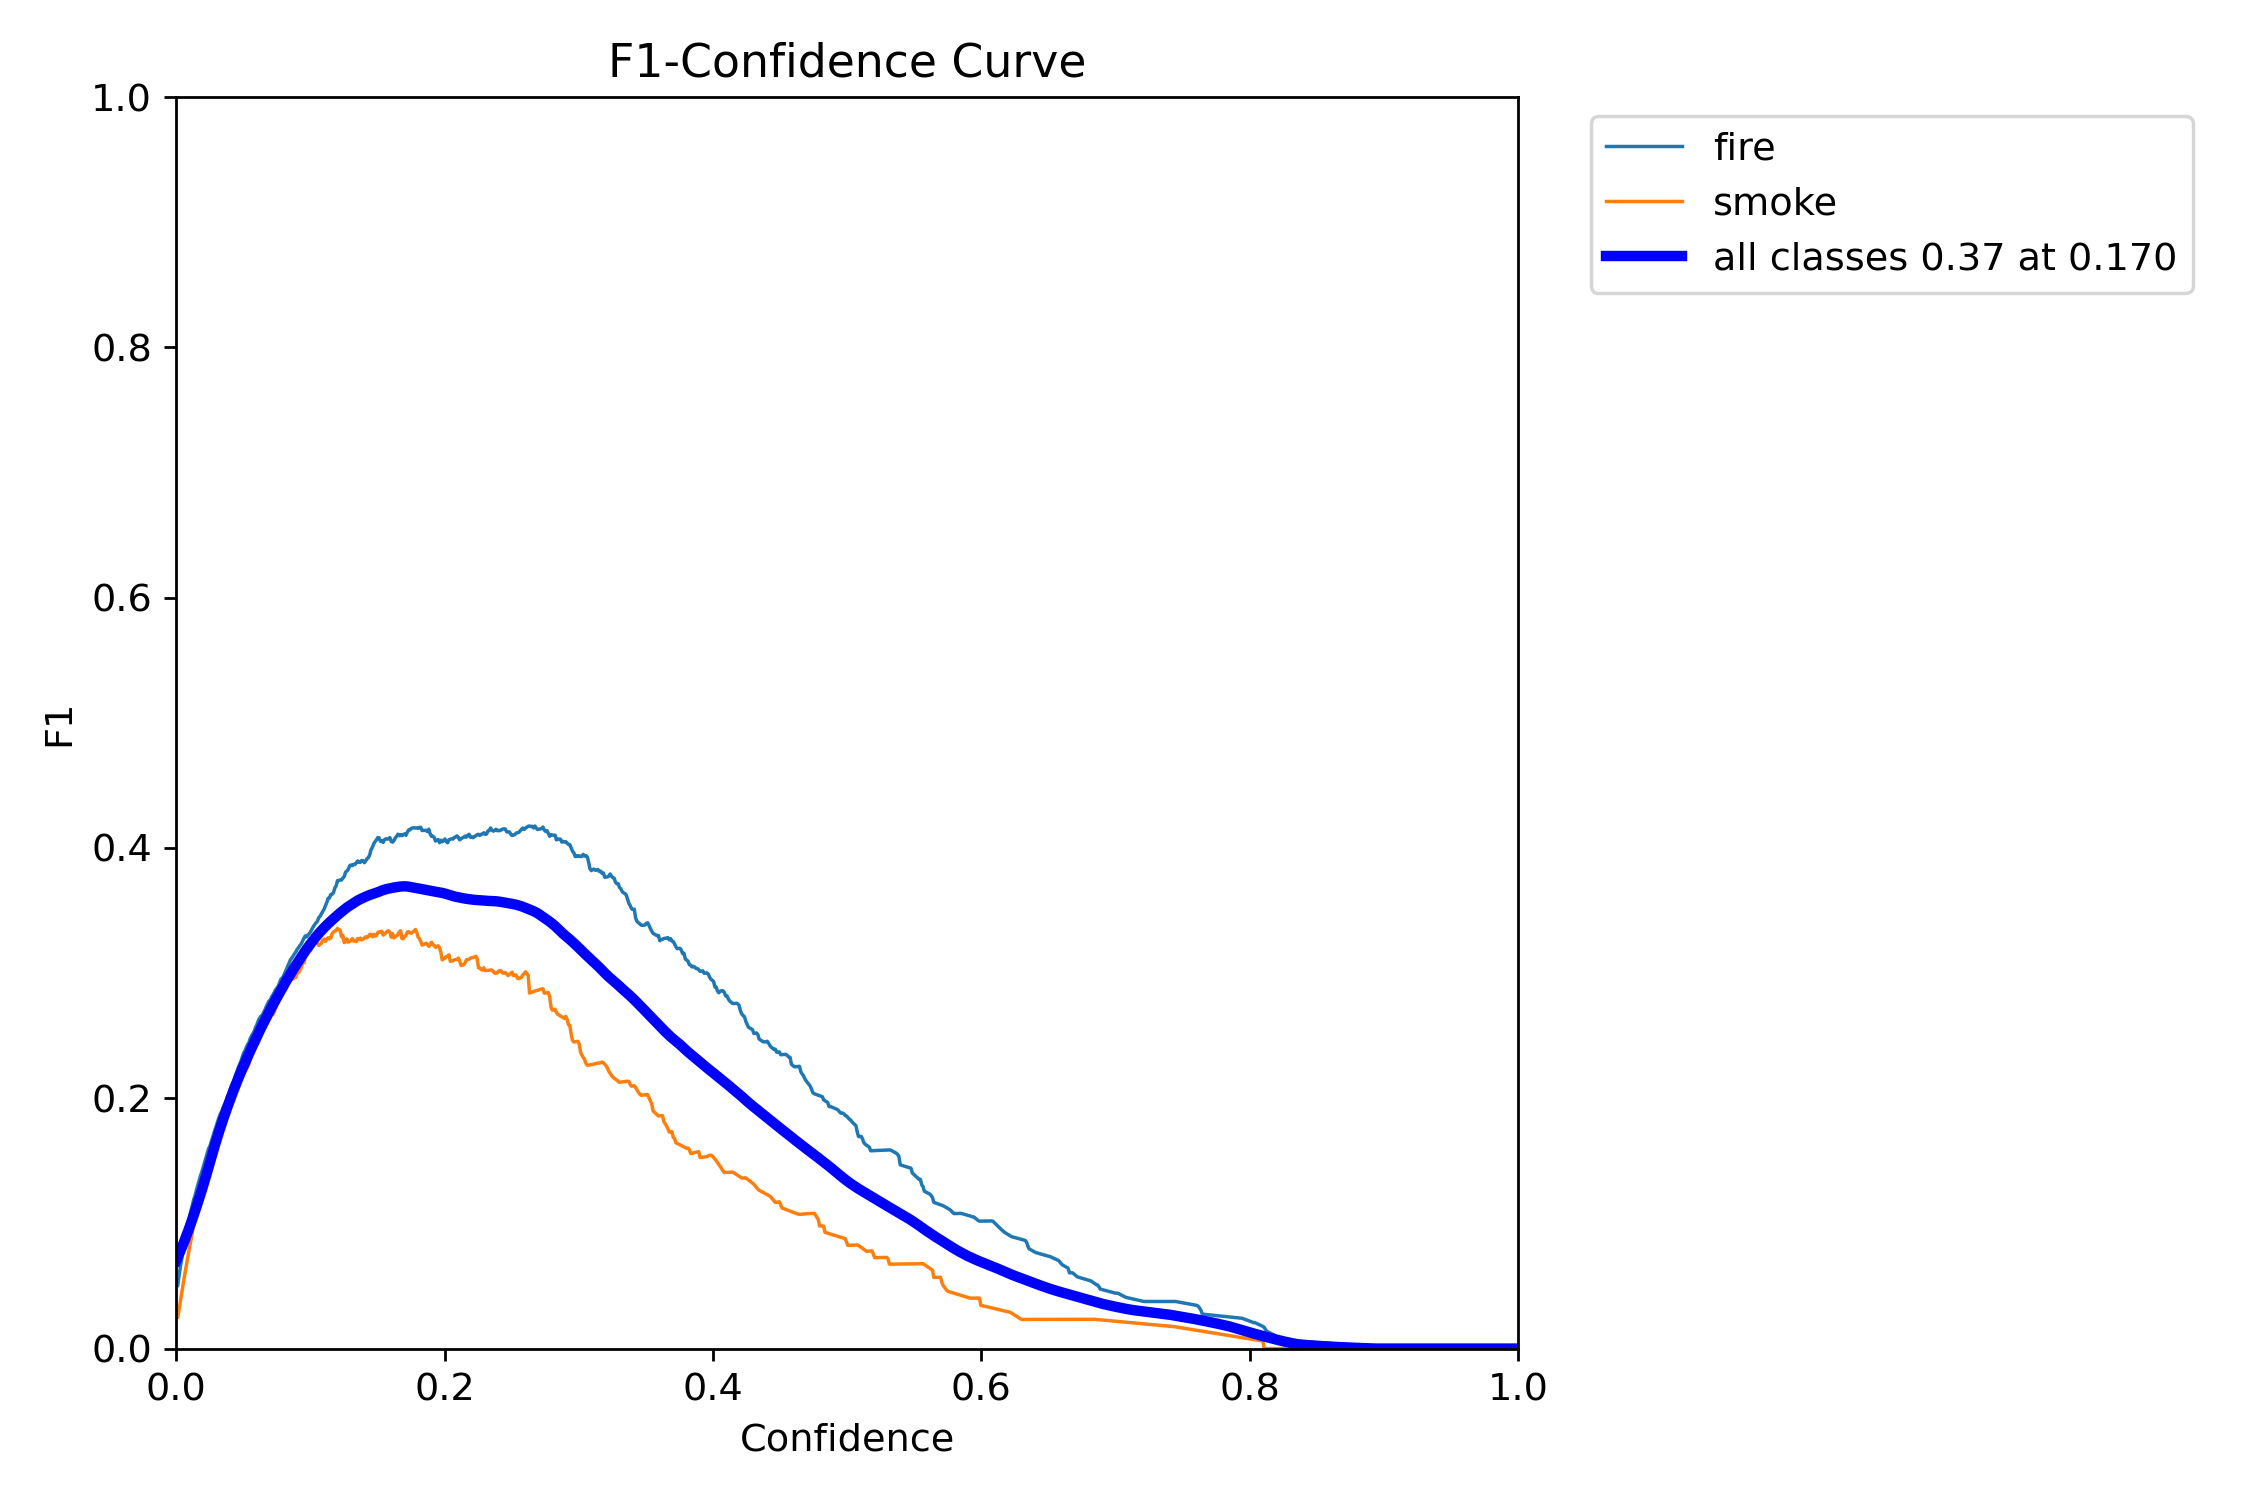 F1-Confidence Curve
1.0
0.8
0.6
0.4
0.2
0.0
F1
0.0 0.2 0.4 0.6 0.8 1.0
Confidence
fire
smoke
all classes 0.37 at 0.170